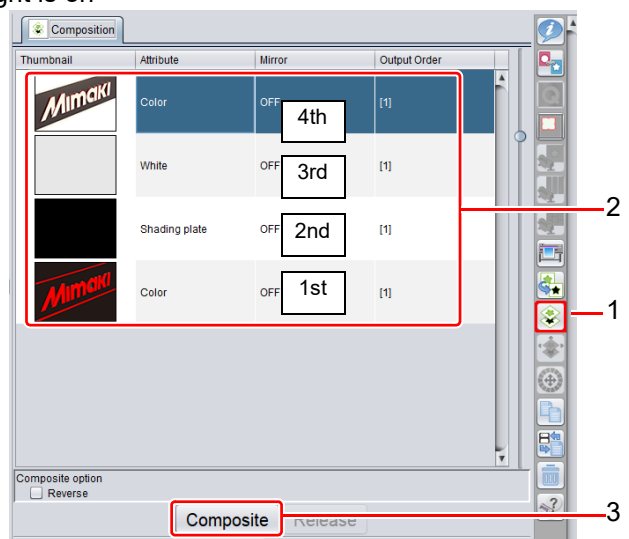 ght is on
Composition
Thumbnail Attribute Mirror Output Order
Mimaki Color OFF 4th [1]
White OFF 3rd [1]
2
Shading plate OFF 2nd [1]
Mimaki Color OFF 1st [1]
1
Composite option
Reverse
Composite Release
3